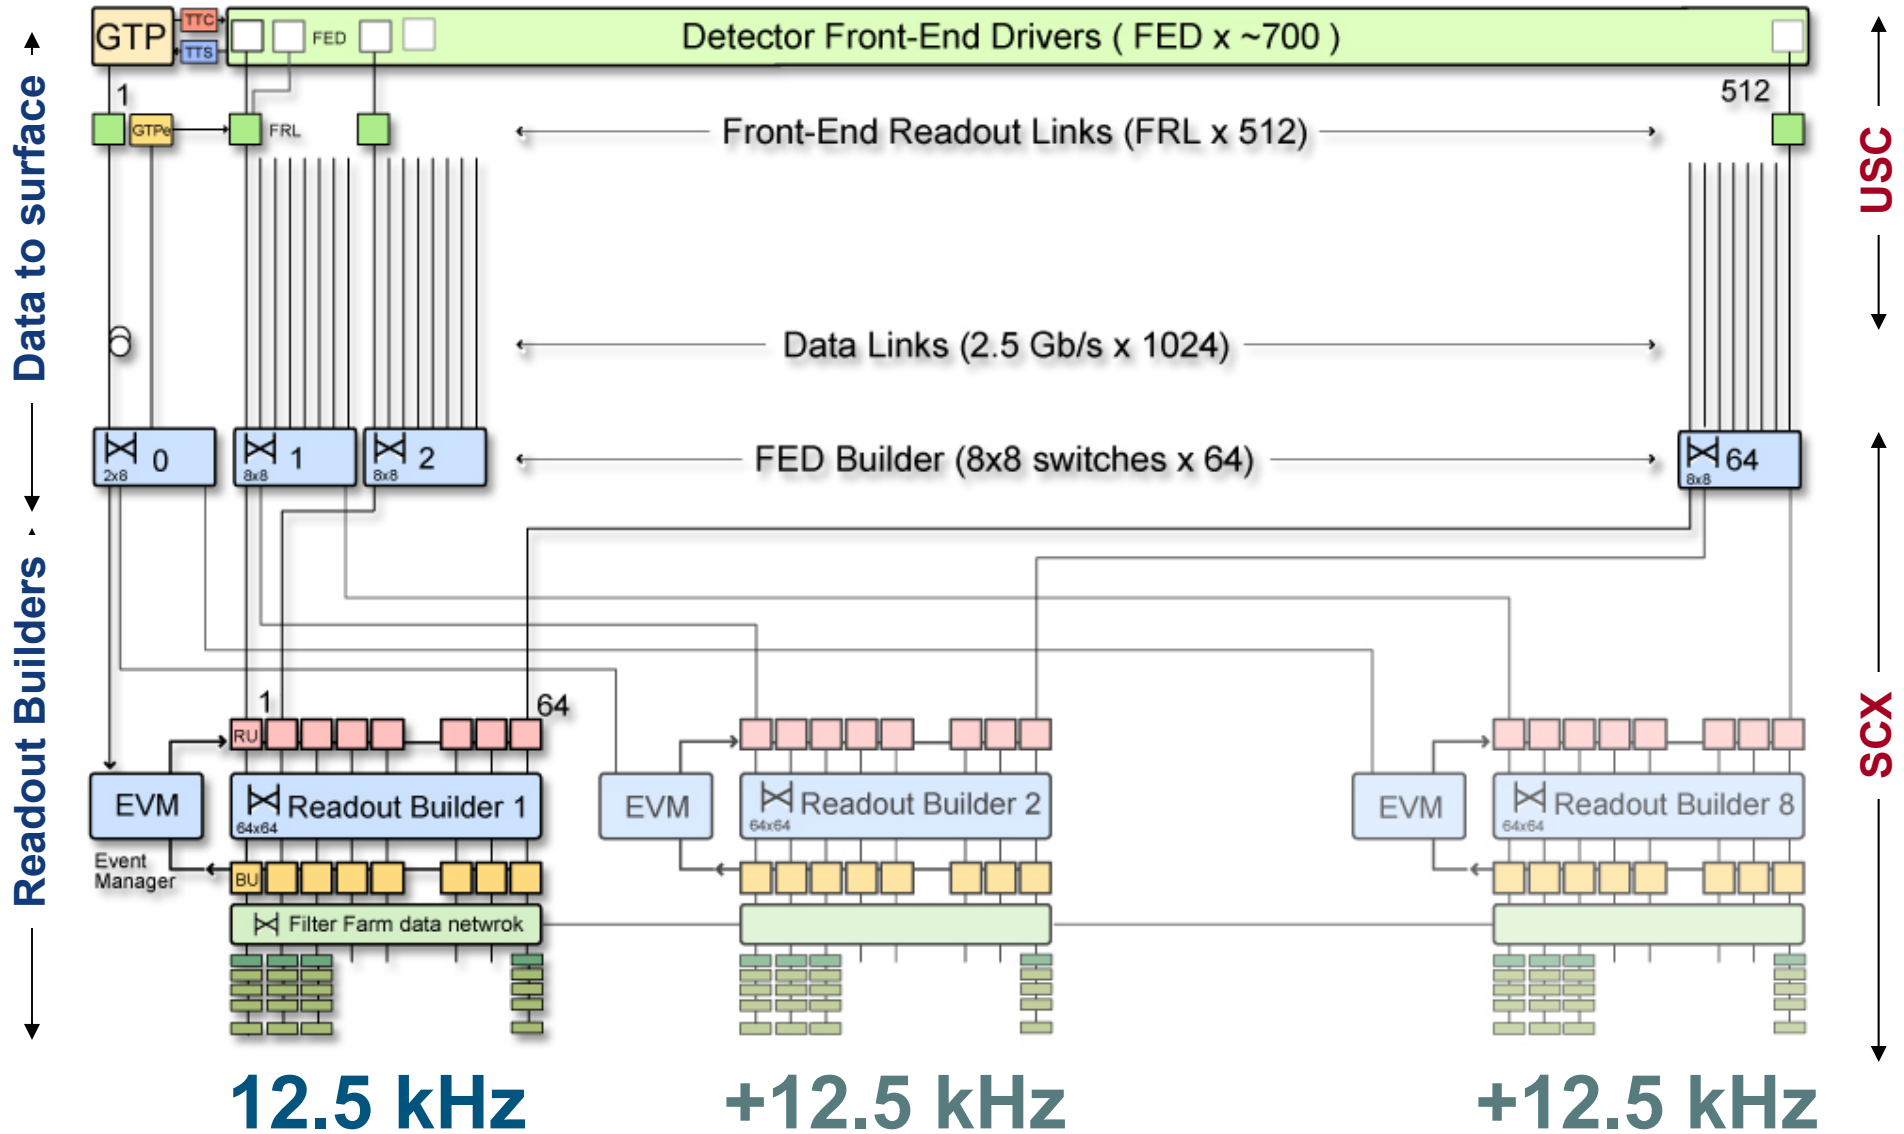 GTP
TTC
TTS
FED
Detector Front-End Drivers ( FED x ~700 )
1
512
GTPe
FRL
Front-End Readout Links (FRL x 512)
Data to surface
USC
Data Links (2.5 Gb/s x 1024)
0
2x8
1
8x8
2
8x8
FED Builder (8x8 switches x 64)
64
8x8
Readout Builders
SCX
1
64
RU
EVM
Readout Builder 1
64x64
EVM
Readout Builder 2
64x64
EVM
Readout Builder 8
64x64
Event
Manager
BU
Filter Farm data netwrok
12.5 kHz
+12.5 kHz
+12.5 kHz